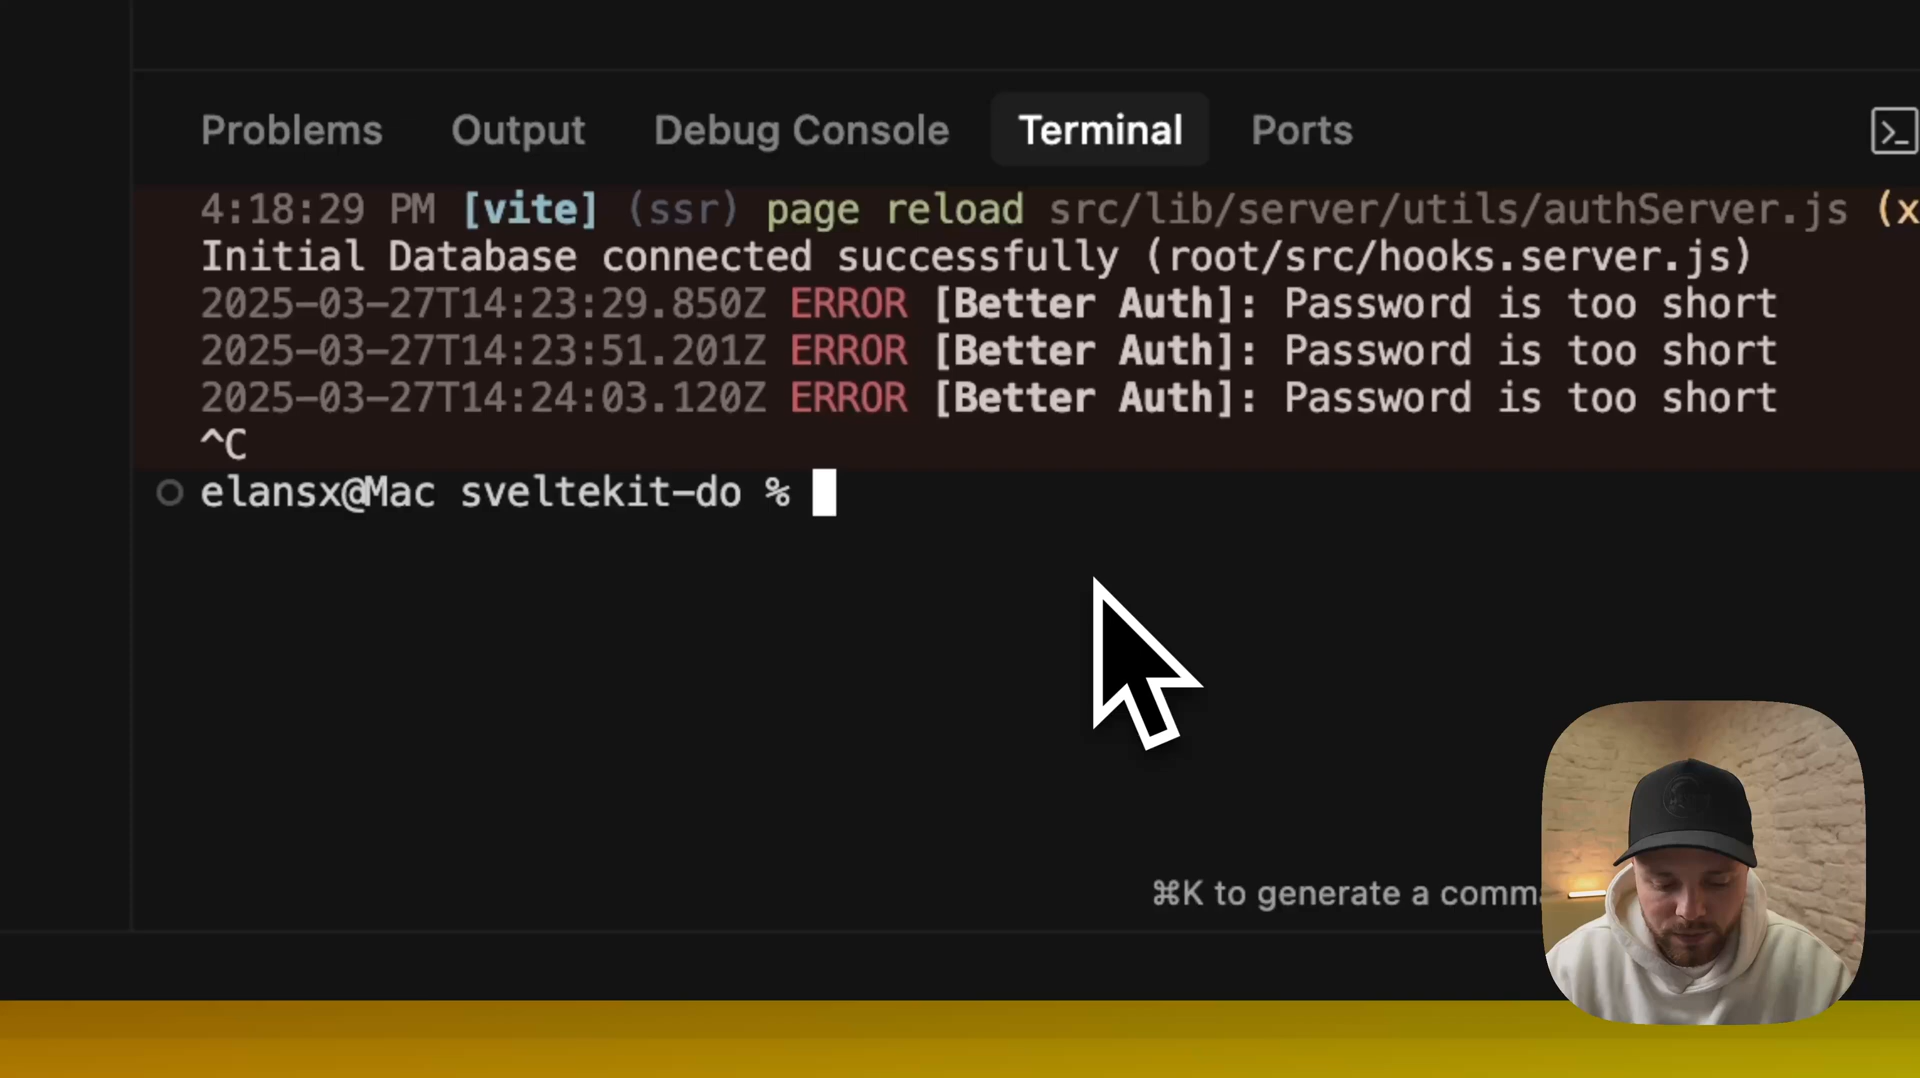 Problems Output Debug Console Terminal Ports
4:18:29 PM [vite] (ssr) page reload src/lib/server/utils/authServer.js (x
Initial Database connected successfully (root/src/hooks.server.js)
2025-03-27T14:23:29.850Z ERROR [Better Auth]: Password is too short
2025-03-27T14:23:51.201Z ERROR [Better Auth]: Password is too short
2025-03-27T14:24:03.120Z ERROR [Better Auth]: Password is too short
^C
elansx@Mac sveltekit-do %
⌘K to generate a comm